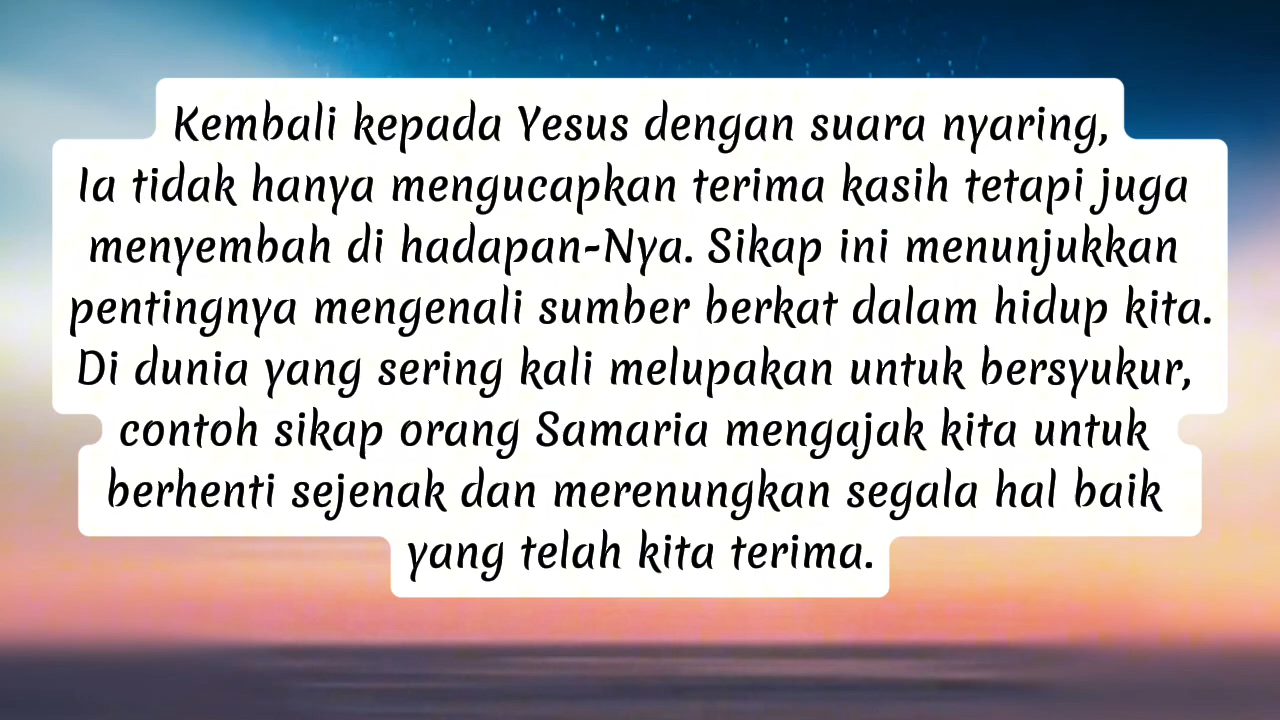 Kembali kepada Yesus dengan suara nyaring,
Ia tidak hanya mengucapkan terima kasih tetapi juga
menyembah di hadapan-Nya. Sikap ini menunjukkan
pentingnya mengenali sumber berkat dalam hidup kita.
Di dunia yang sering kali melupakan untuk bersyukur,
contoh sikap orang Samaria mengajak kita untuk
berhenti sejenak dan merenungkan segala hal baik
yang telah kita terima.